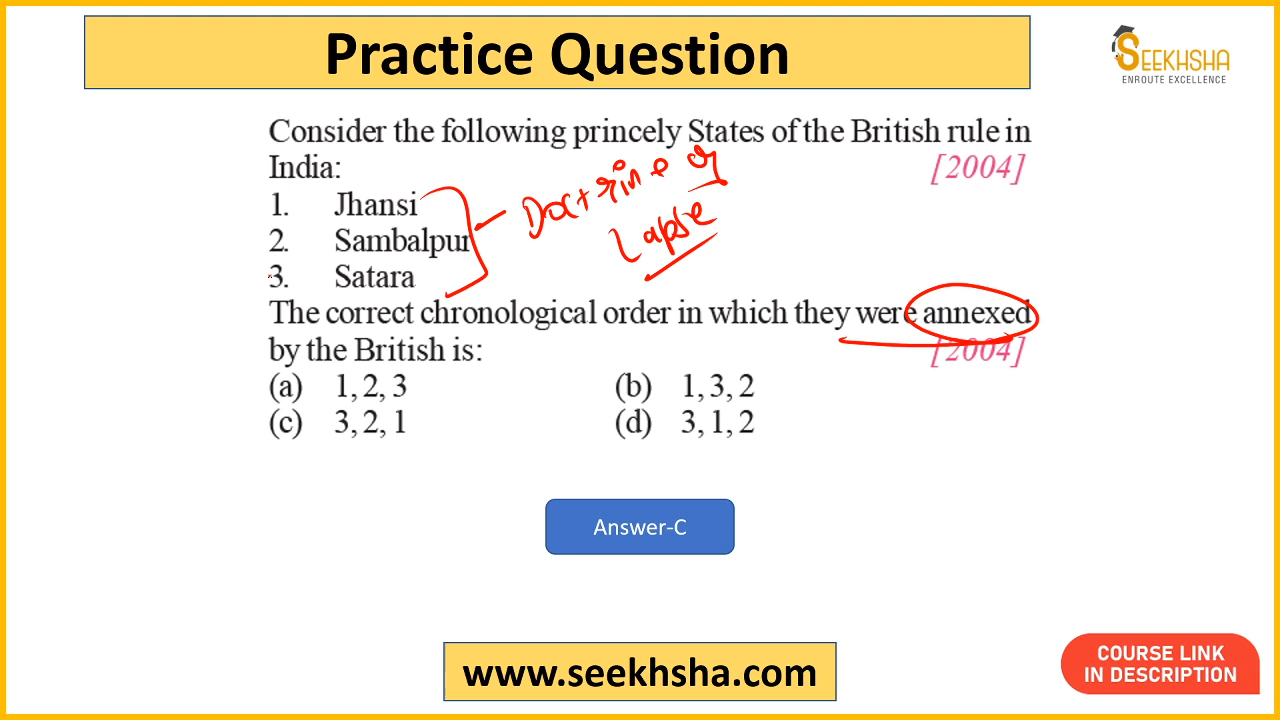 Practice Question
SEEKHSHA
ENROUTE EXCELLENCE
Consider the following princely States of the British rule in
India: [2004]
1. Jhansi
2. Sambalpur
3. Satara
Doctrine of
Lapse
The correct chronological order in which they were annexed
by the British is: [2004]
(a) 1, 2, 3 (b) 1, 3, 2
(c) 3, 2, 1 (d) 3, 1, 2
Answer-C
www.seekhsha.com
COURSE LINK
IN DESCRIPTION